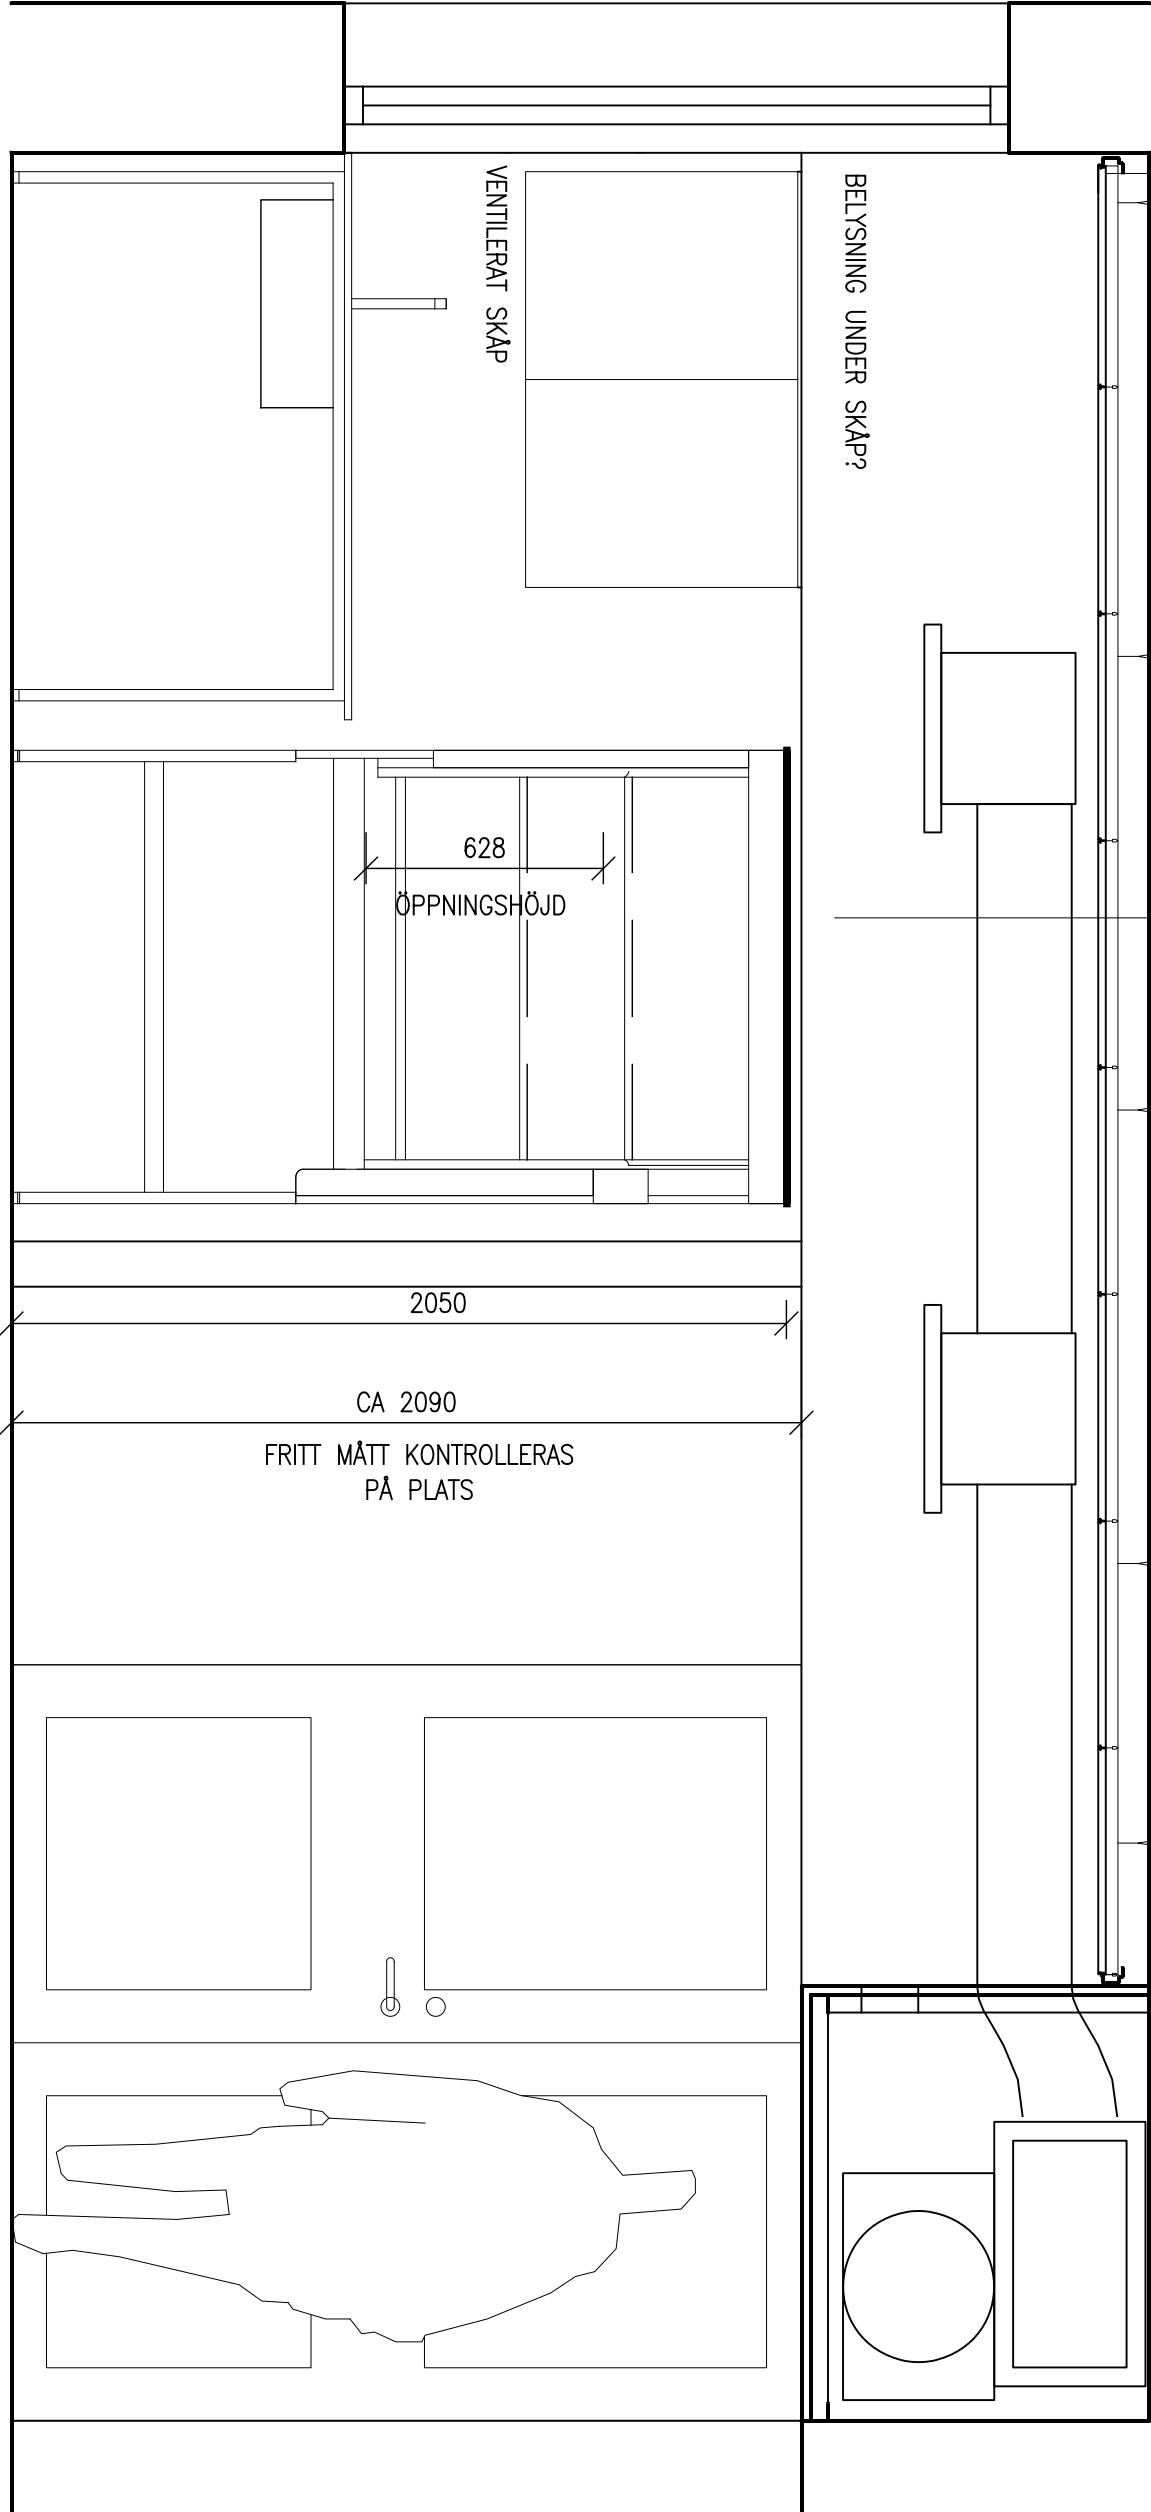 BELYSNING UNDER SKÅP?
VENTILERAT SKÅP
628
ÖPPNINGSHÖJD
2050
CA 2090
FRITT MÅTT KONTROLLERAS
PÅ PLATS